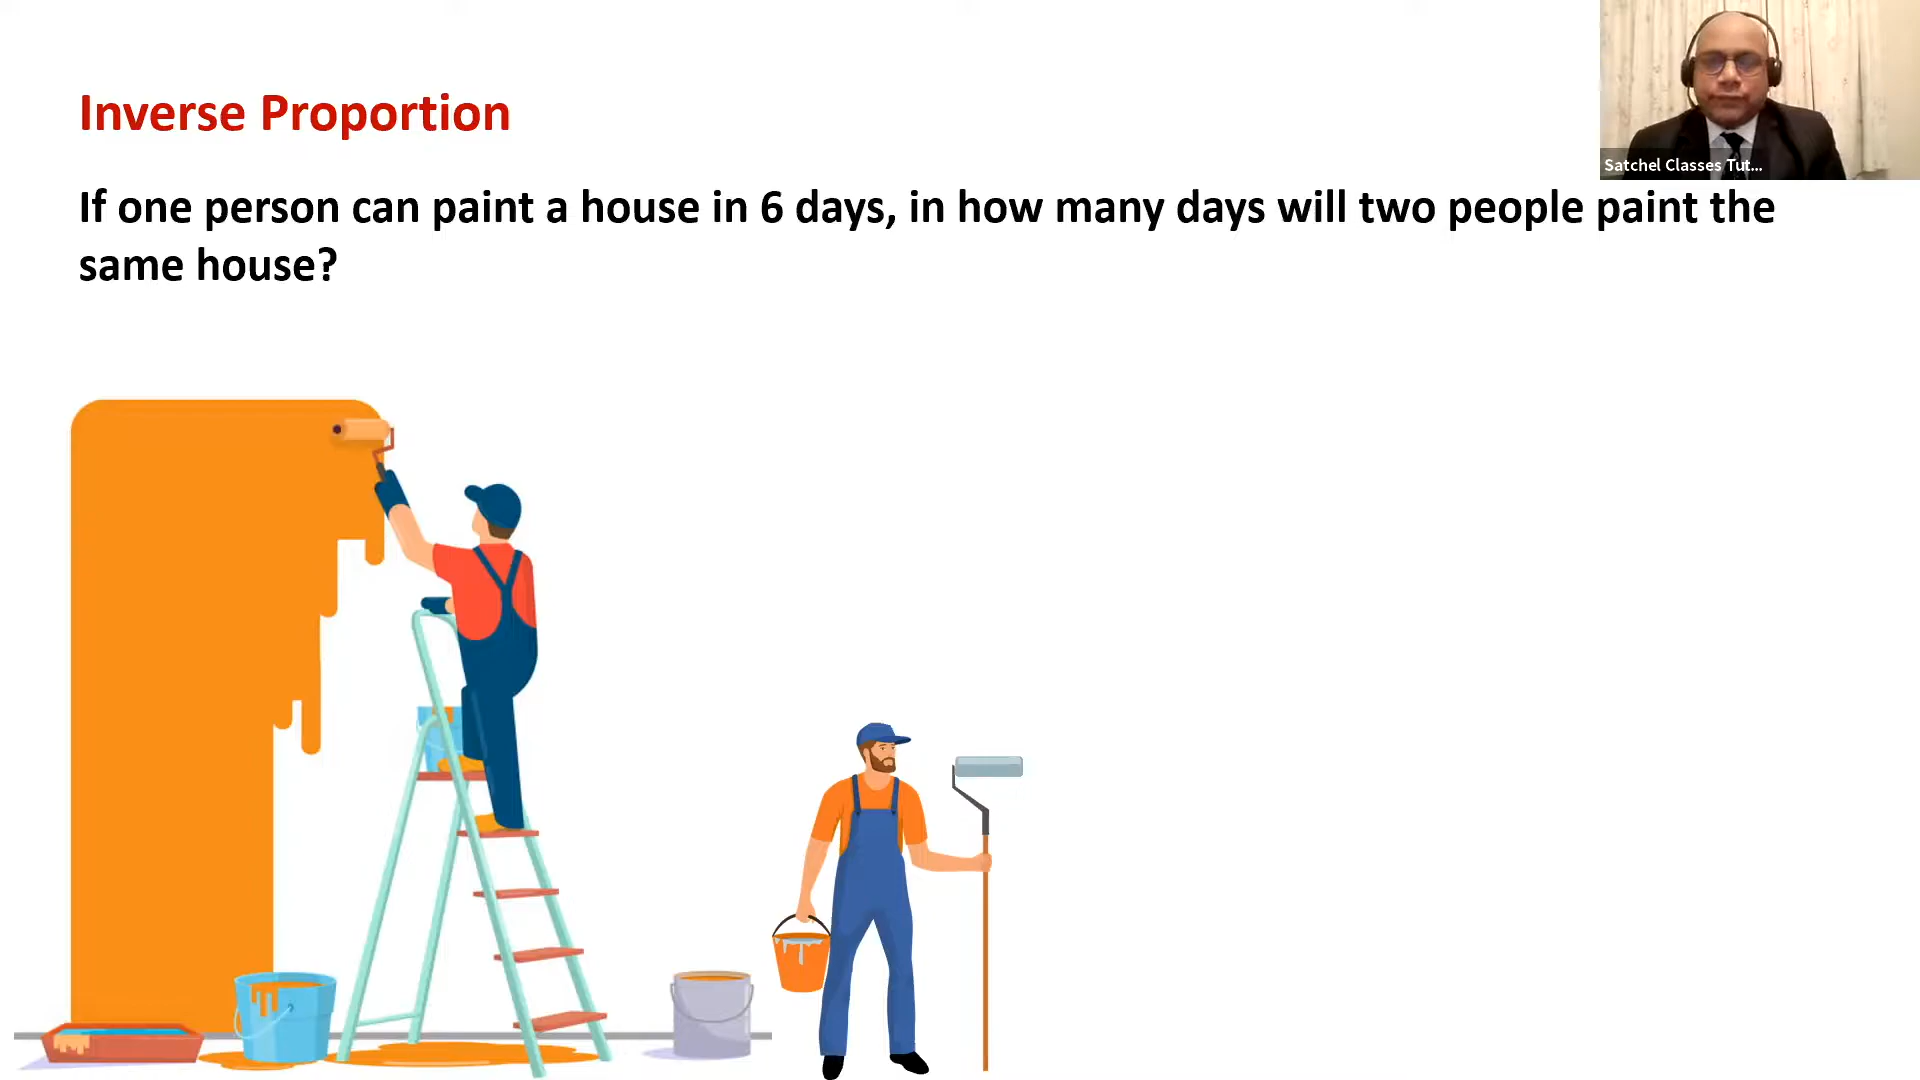 Inverse Proportion
Satchel Classes Tut...
If one person can paint a house in 6 days, in how many days will two people paint the
same house?